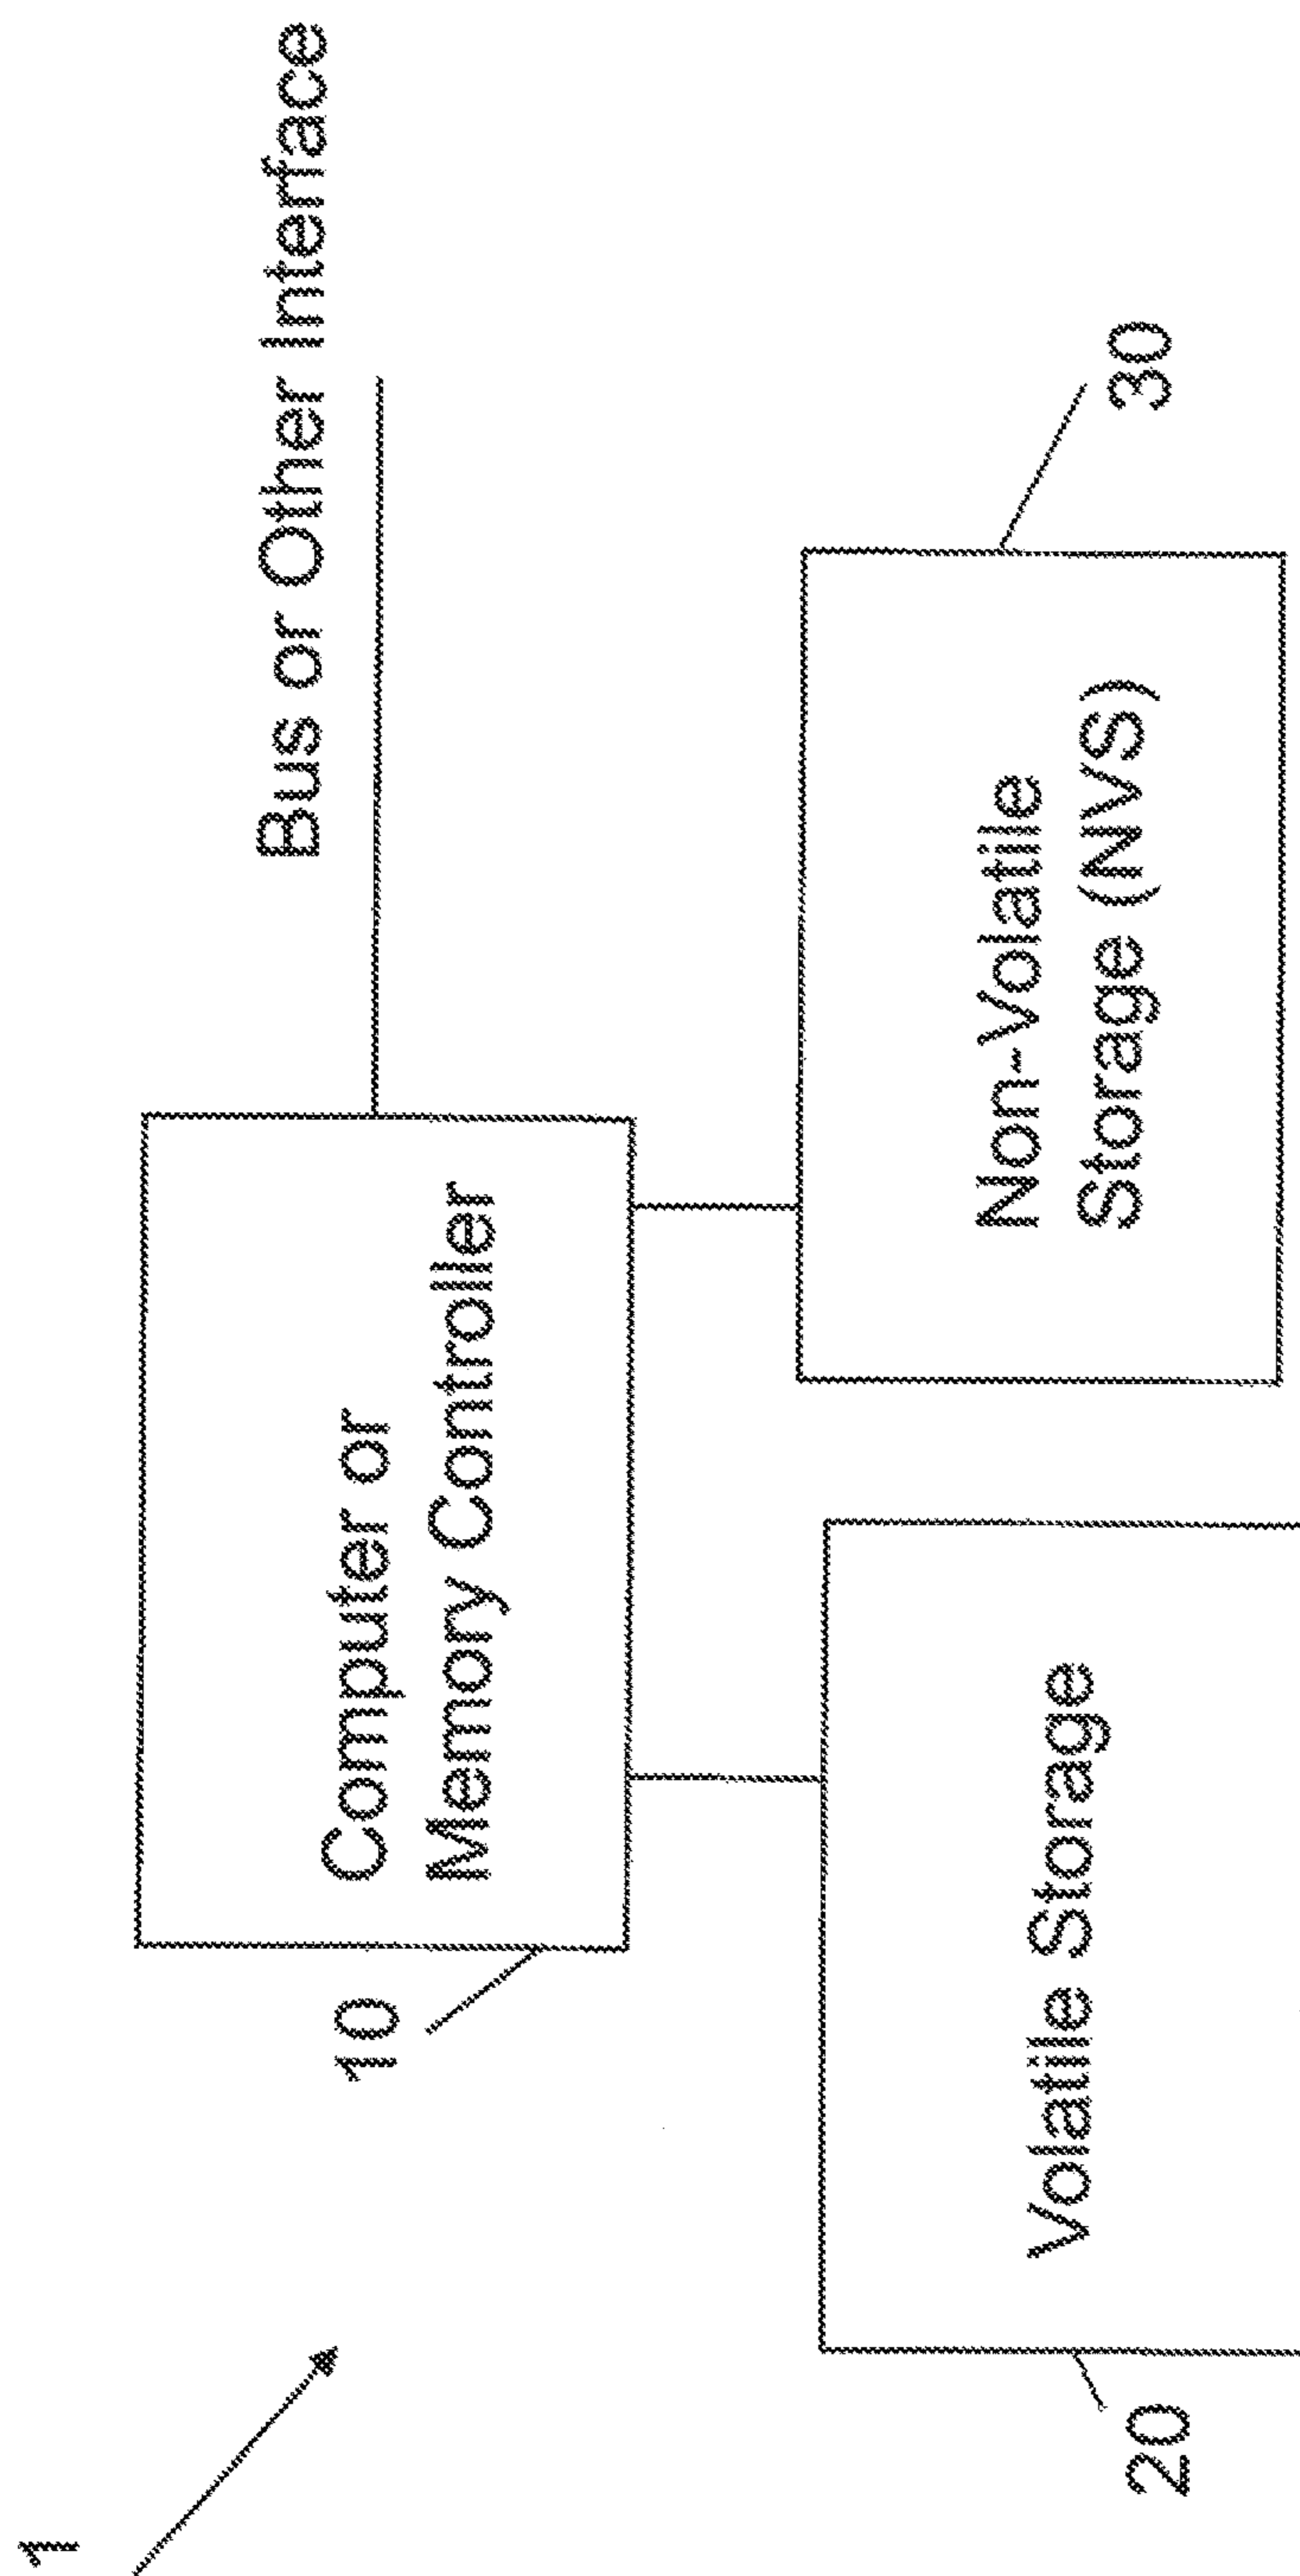 1
10
Computer or
Memory Controller
Bus or Other Interface
20
Volatile Storage
Non-Volatile
Storage (NVS)
30